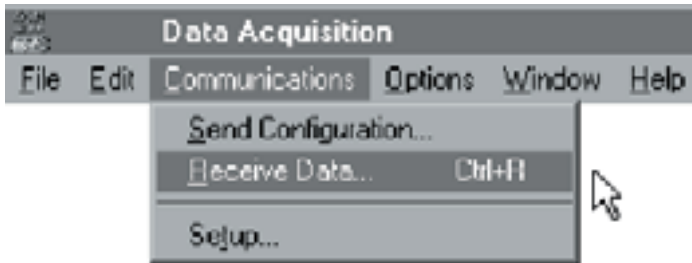 Data Acquisition
File Edit Communications Options Window Help
Send Configuration...
Receive Data... Ctrl+R
Setup...